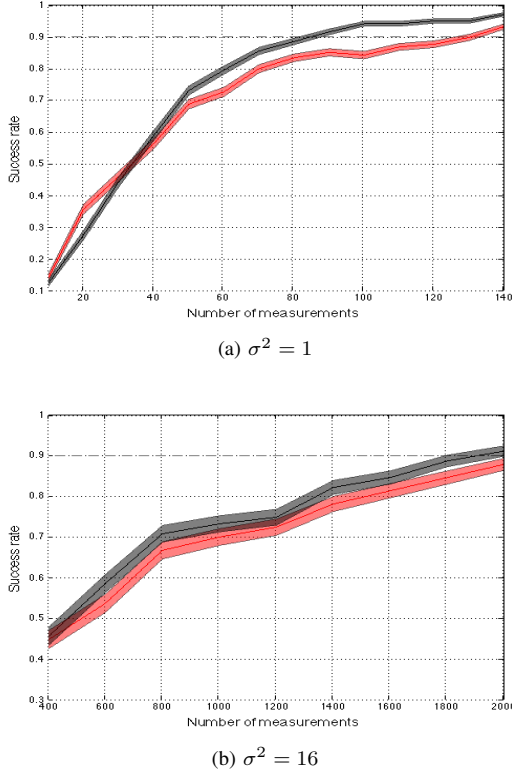 1
0.9
0.8
0.7
0.6
0.5
0.4
0.3
0.2
0.1
Success rate
20 40 60 80 100 120 140
Number of measurements
(a) σ² = 1
1
0.9
0.8
0.7
0.6
0.5
0.4
0.3
Success rate
400 600 800 1000 1200 1400 1600 1800 2000
Number of measurements
(b) σ² = 16